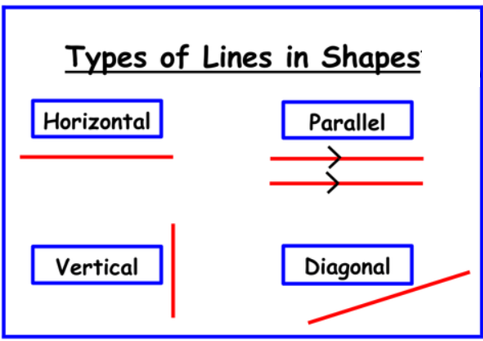 Types of Lines in Shapes
Horizontal
Parallel
Vertical
Diagonal